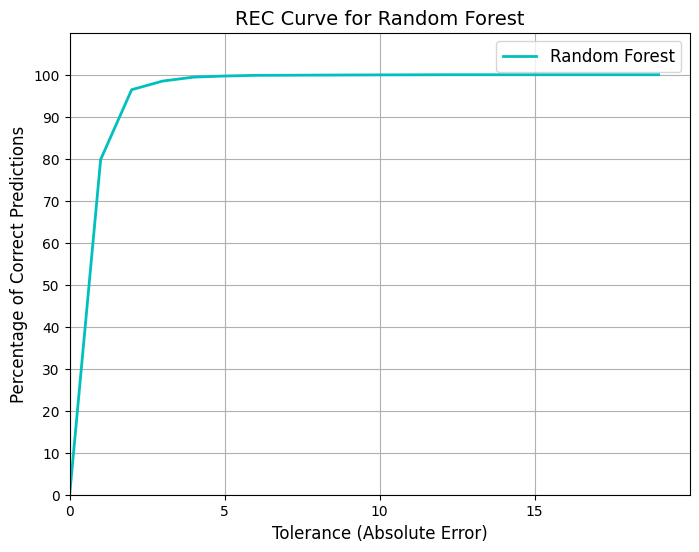 REC Curve for Random Forest
Random Forest
Percentage of Correct Predictions
100
90
80
70
60
50
40
30
20
10
0
0 5 10 15
Tolerance (Absolute Error)